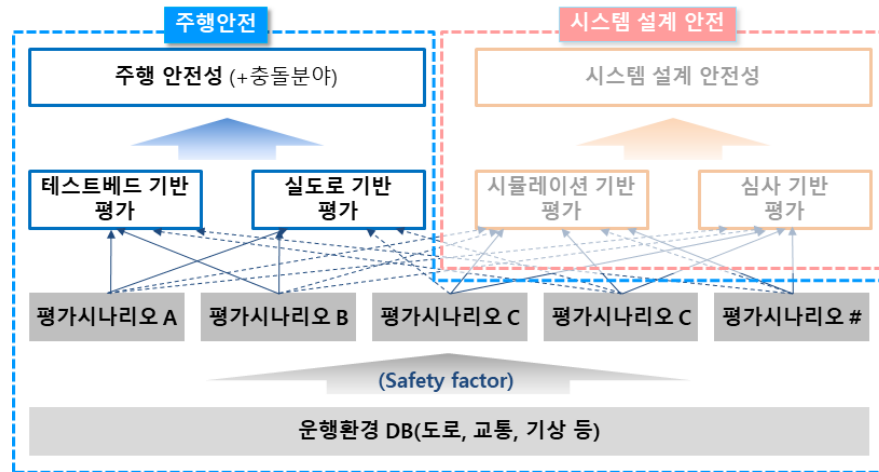 주행안전
시스템 설계 안전
주행 안전성 (+충돌분야)
시스템 설계 안전성
테스트베드 기반
평가
실도로 기반
평가
시뮬레이션 기반
평가
심사 기반
평가
평가시나리오 A
평가시나리오 B
평가시나리오 C
평가시나리오 C
평가시나리오 #
(Safety factor)
운행환경 DB(도로, 교통, 기상 등)